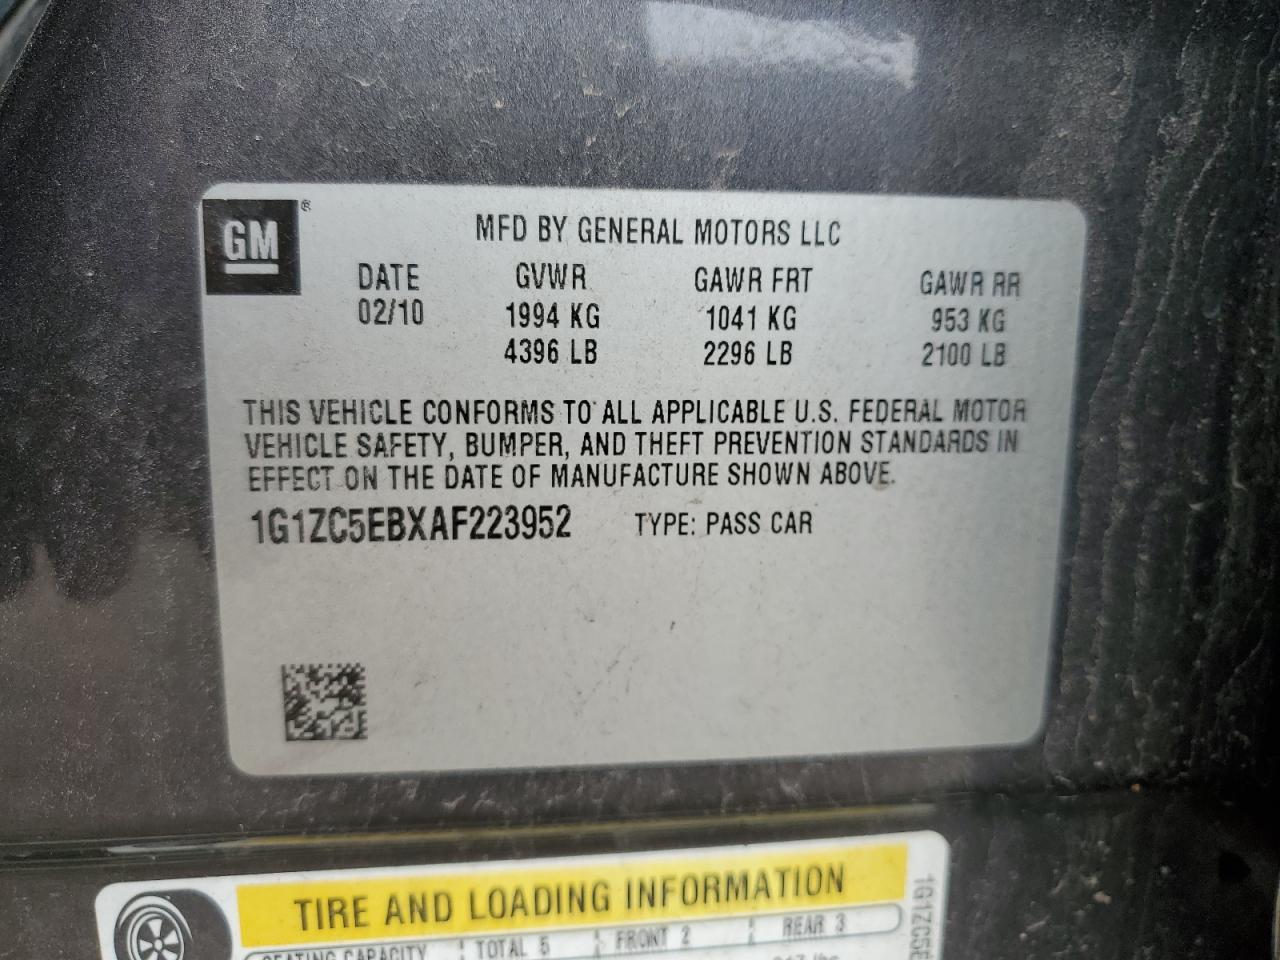 GM ®
MFD BY GENERAL MOTORS LLC
DATE GVWR GAWR FRT GAWR RR
02/10 1994 KG 1041 KG 953 KG
4396 LB 2296 LB 2100 LB
THIS VEHICLE CONFORMS TO ALL APPLICABLE U.S. FEDERAL MOTOR
VEHICLE SAFETY, BUMPER, AND THEFT PREVENTION STANDARDS IN
EFFECT ON THE DATE OF MANUFACTURE SHOWN ABOVE.
1G1ZC5EBXAF223952 TYPE: PASS CAR
TIRE AND LOADING INFORMATION
SEATING CAPACITY TOTAL 5 FRONT 2 REAR 3
1G1ZC5E